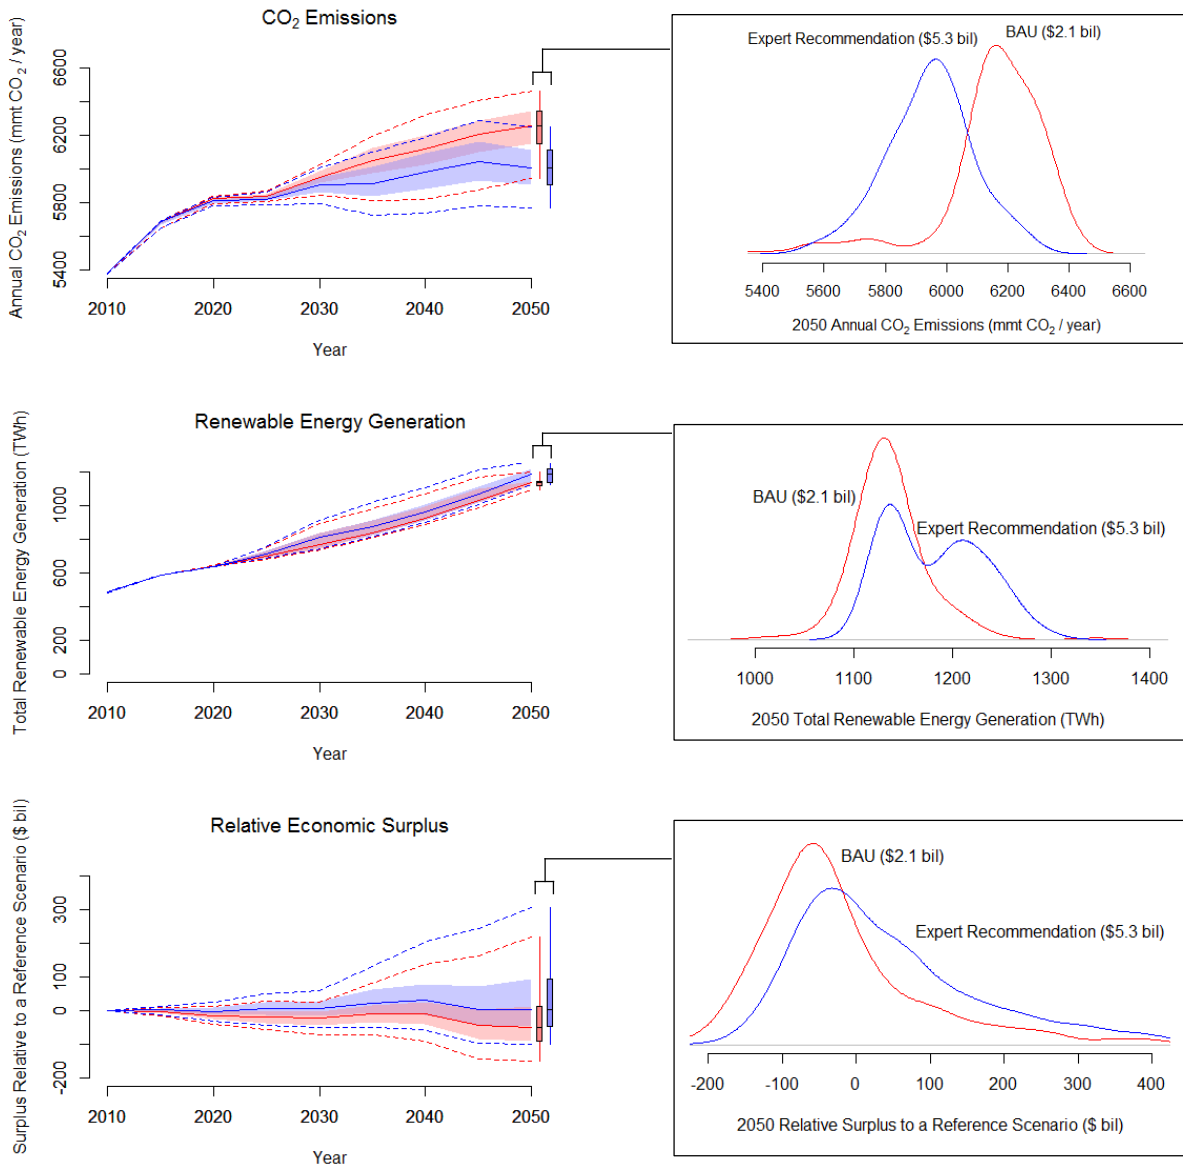 CO2 Emissions
Annual CO2 Emissions (mmt CO2 / year)
6600
6200
5800
5400
2010 2020 2030 2040 2050
Year
Expert Recommendation ($5.3 bil)
BAU ($2.1 bil)
5400 5600 5800 6000 6200 6400 6600
2050 Annual CO2 Emissions (mmt CO2 / year)
Renewable Energy Generation
Total Renewable Energy Generation (TWh)
1000
600
200
0
2010 2020 2030 2040 2050
Year
BAU ($2.1 bil)
Expert Recommendation ($5.3 bil)
1000 1100 1200 1300 1400
2050 Total Renewable Energy Generation (TWh)
Relative Economic Surplus
Surplus Relative to a Reference Scenario ($ bil)
300
100
0
-200
2010 2020 2030 2040 2050
Year
BAU ($2.1 bil)
Expert Recommendation ($5.3 bil)
-200 -100 0 100 200 300 400
2050 Relative Surplus to a Reference Scenario ($ bil)